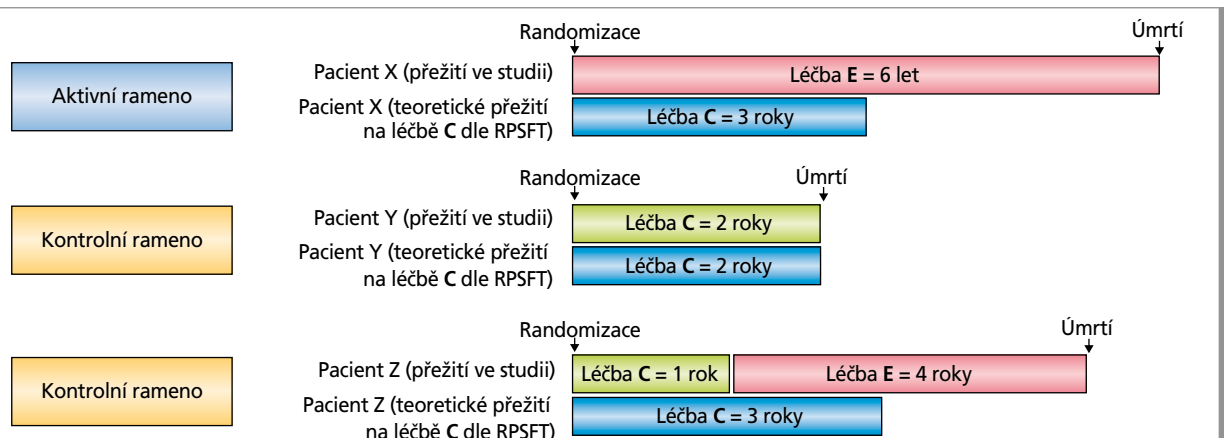 Randomizace
Úmrtí
Aktivní rameno
Pacient X (přežití ve studii)
Léčba E = 6 let
Pacient X (teoretické přežití
na léčbě C dle RPSFT)
Léčba C = 3 roky
Randomizace
Úmrtí
Kontrolní rameno
Pacient Y (přežití ve studii)
Léčba C = 2 roky
Pacient Y (teoretické přežití
na léčbě C dle RPSFT)
Léčba C = 2 roky
Randomizace
Úmrtí
Kontrolní rameno
Pacient Z (přežití ve studii)
Léčba C = 1 rok
Léčba E = 4 roky
Pacient Z (teoretické přežití
na léčbě C dle RPSFT)
Léčba C = 3 roky